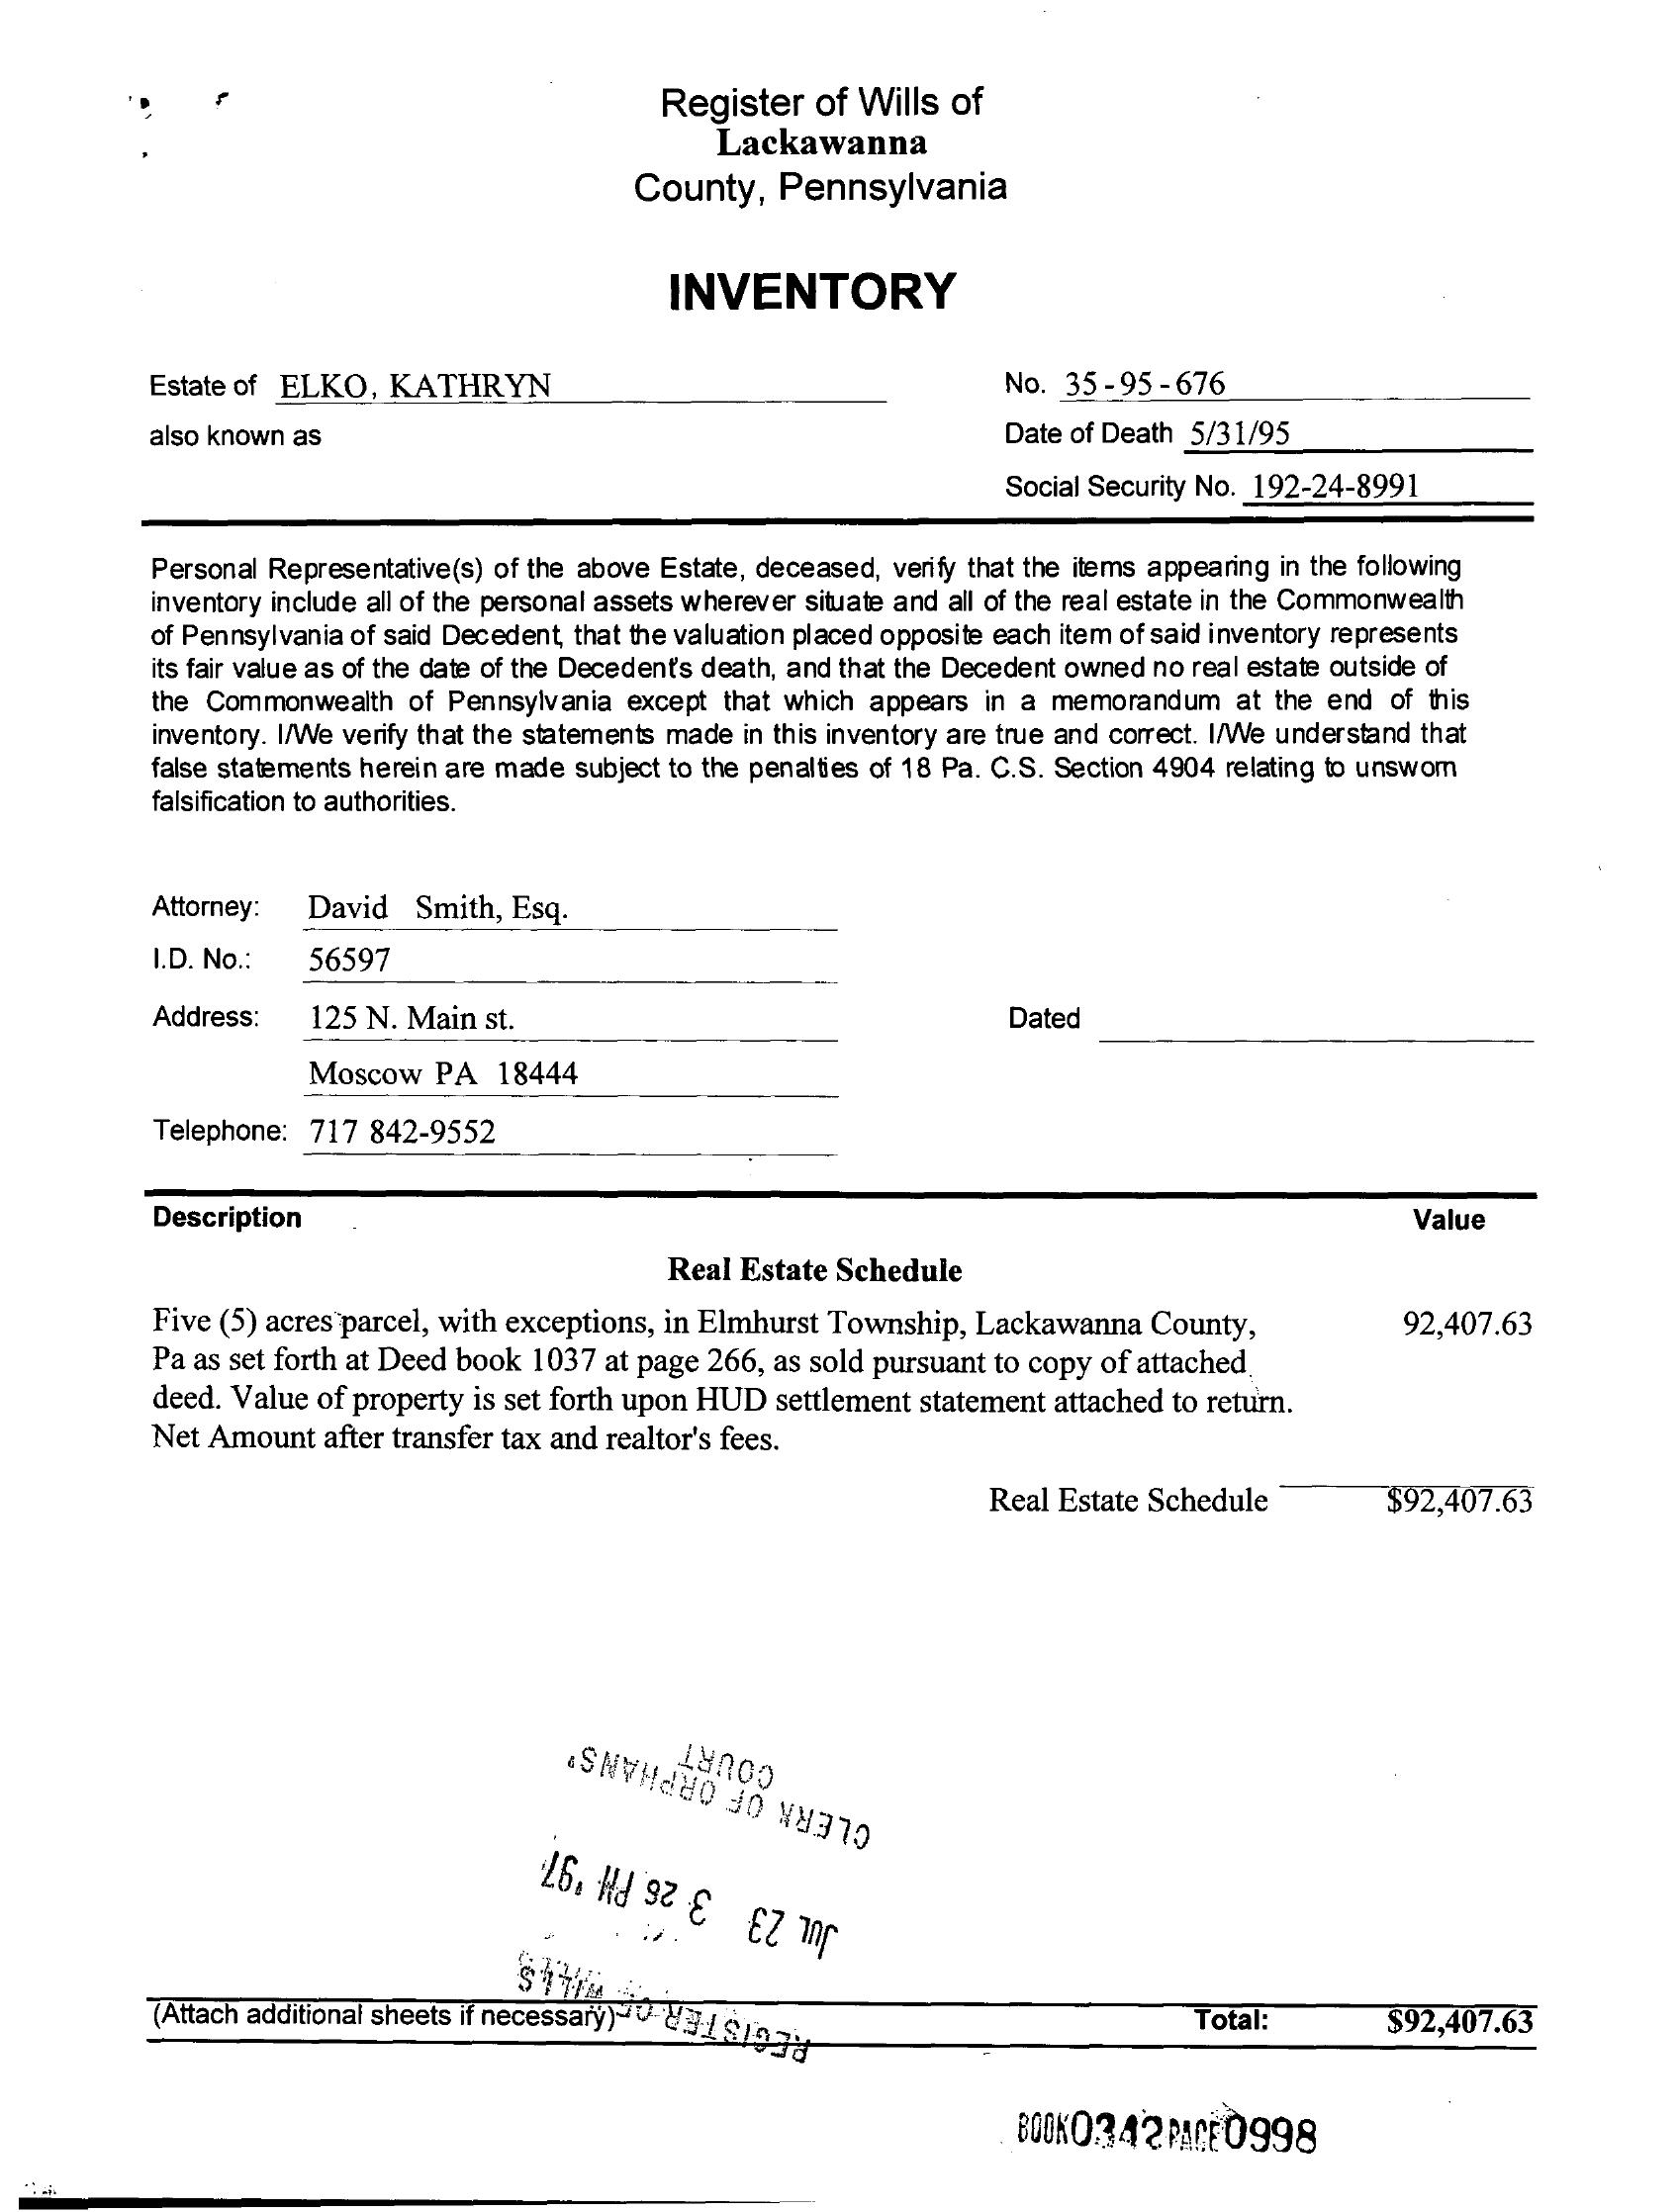 Register of Wills of
Lackawanna
County, Pennsylvania
INVENTORY
Estate of ELKO, KATHRYN
No. 35-95-676
also known as
Date of Death 5/31/95
Social Security No. 192-24-8991
Personal Representative(s) of the above Estate, deceased, verify that the items appearing in the following
inventory include all of the personal assets wherever situate and all of the real estate in the Commonwealth
of Pennsylvania of said Decedent, that the valuation placed opposite each item of said inventory represents
its fair value as of the date of the Decedent's death, and that the Decedent owned no real estate outside of
the Commonwealth of Pennsylvania except that which appears in a memorandum at the end of this
inventory. I/We verify that the statements made in this inventory are true and correct. I/We understand that
false statements herein are made subject to the penalties of 18 Pa. C.S. Section 4904 relating to unsworn
falsification to authorities.
Attorney: David Smith, Esq.
I.D. No.: 56597
Address: 125 N. Main st.
Dated
Moscow PA 18444
Telephone: 717 842-9552
Description Value
Real Estate Schedule
Five (5) acres parcel, with exceptions, in Elmhurst Township, Lackawanna County, 92,407.63
Pa as set forth at Deed book 1037 at page 266, as sold pursuant to copy of attached
deed. Value of property is set forth upon HUD settlement statement attached to return.
Net Amount after transfer tax and realtor's fees.
Real Estate Schedule $92,407.63
REGISTER OF WILLS
JUL 23 3 26 PM '97
CLERK OF ORPHANS'
COURT
(Attach additional sheets if necessary)
Total: $92,407.63
BOOK0342PAGE0998